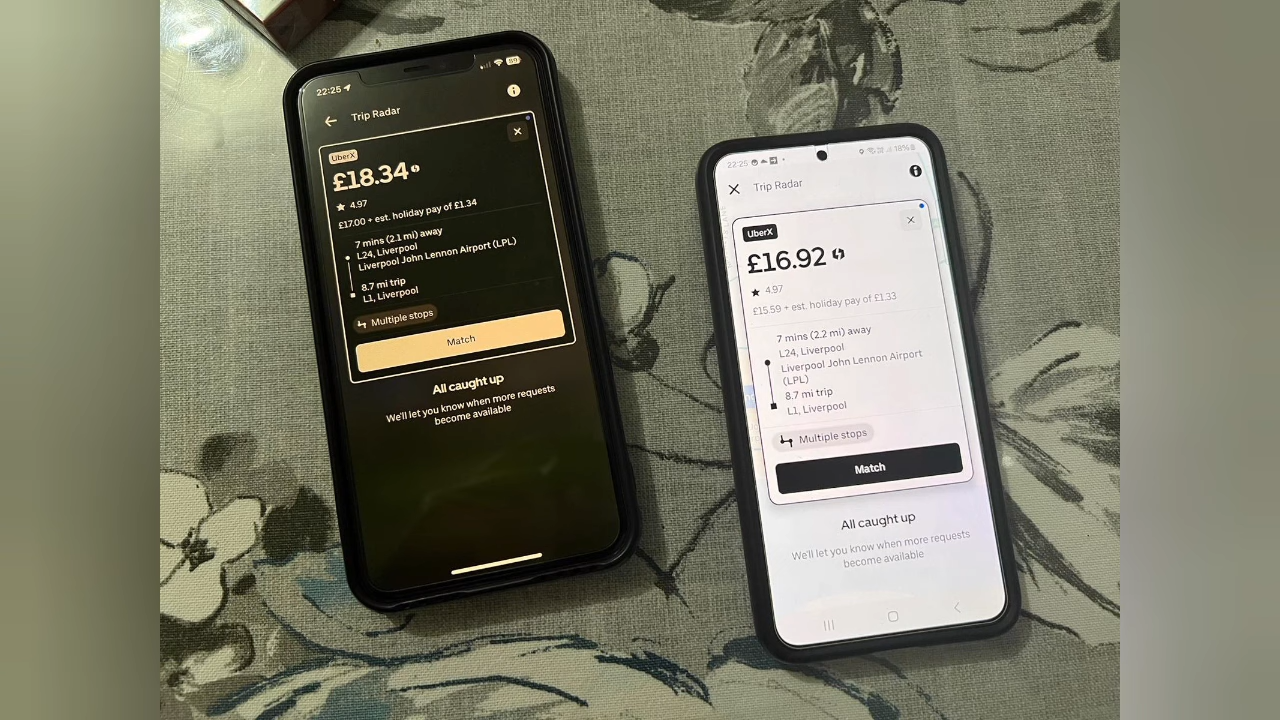 22:25
89
Trip Radar
UberX
£18.34
4.97
£17.00 + est. holiday pay of £1.34
7 mins (2.1 mi) away
L24, Liverpool
Liverpool John Lennon Airport (LPL)
8.7 mi trip
L1, Liverpool
Multiple stops
Match
All caught up
We'll let you know when more requests
become available
22:25
18%
Trip Radar
UberX
£16.92
4.97
£15.59 + est. holiday pay of £1.33
7 mins (2.2 mi) away
L24, Liverpool
Liverpool John Lennon Airport
(LPL)
8.7 mi trip
L1, Liverpool
Multiple stops
Match
All caught up
We'll let you know when more requests
become available